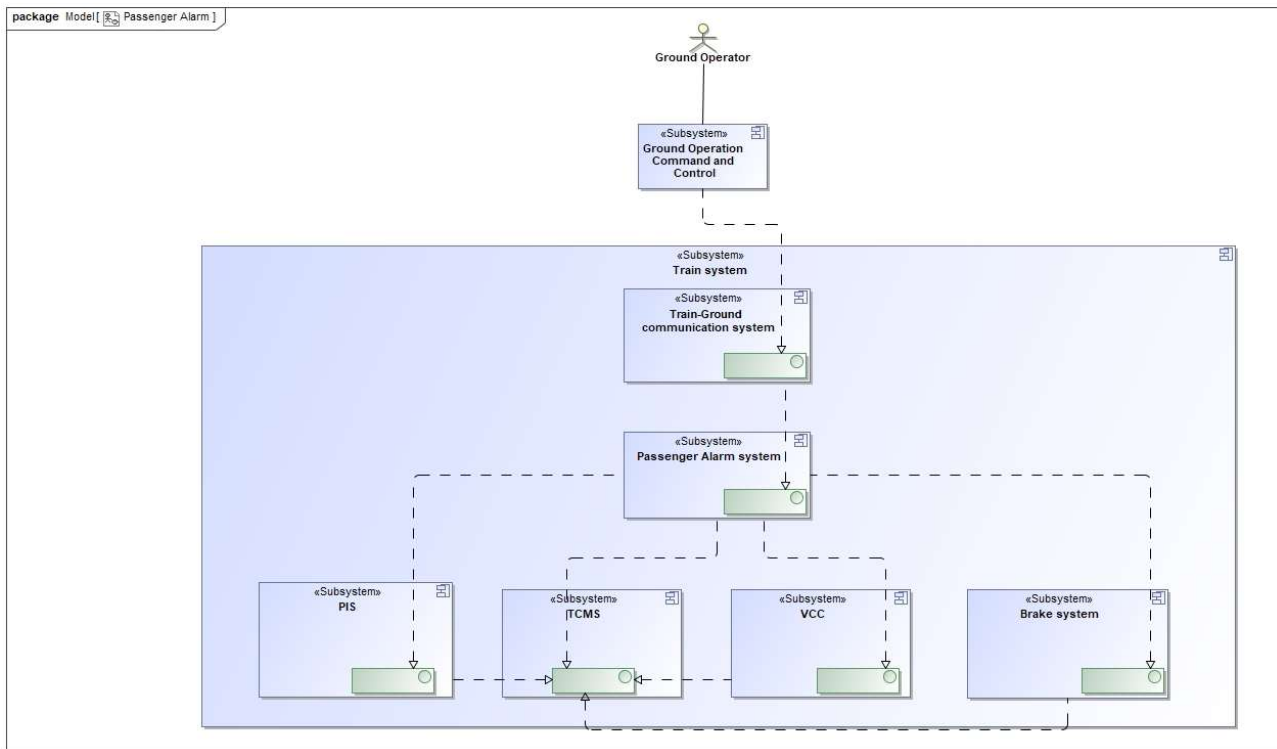 package Model[ Passenger Alarm ]
Ground Operator
«Subsystem»
Ground Operation
Command and
Control
«Subsystem»
Train system
«Subsystem»
Train-Ground
communication system
«Subsystem»
Passenger Alarm system
«Subsystem»
PIS
«Subsystem»
TCMS
«Subsystem»
VCC
«Subsystem»
Brake system